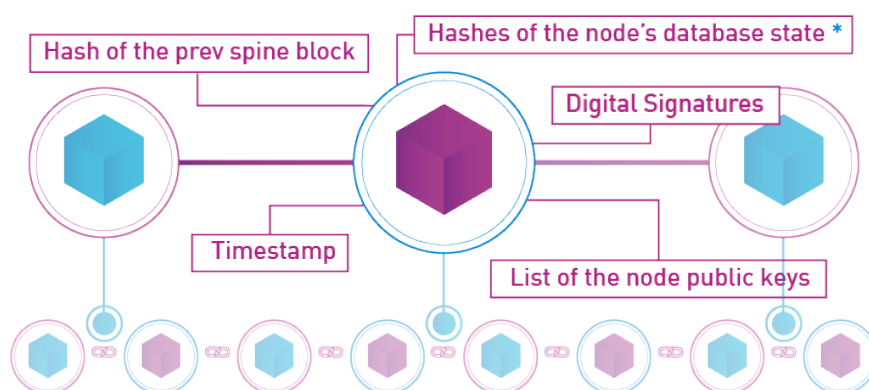 Hashes of the node's database state *
Hash of the prev spine block
Digital Signatures
Timestamp
List of the node public keys